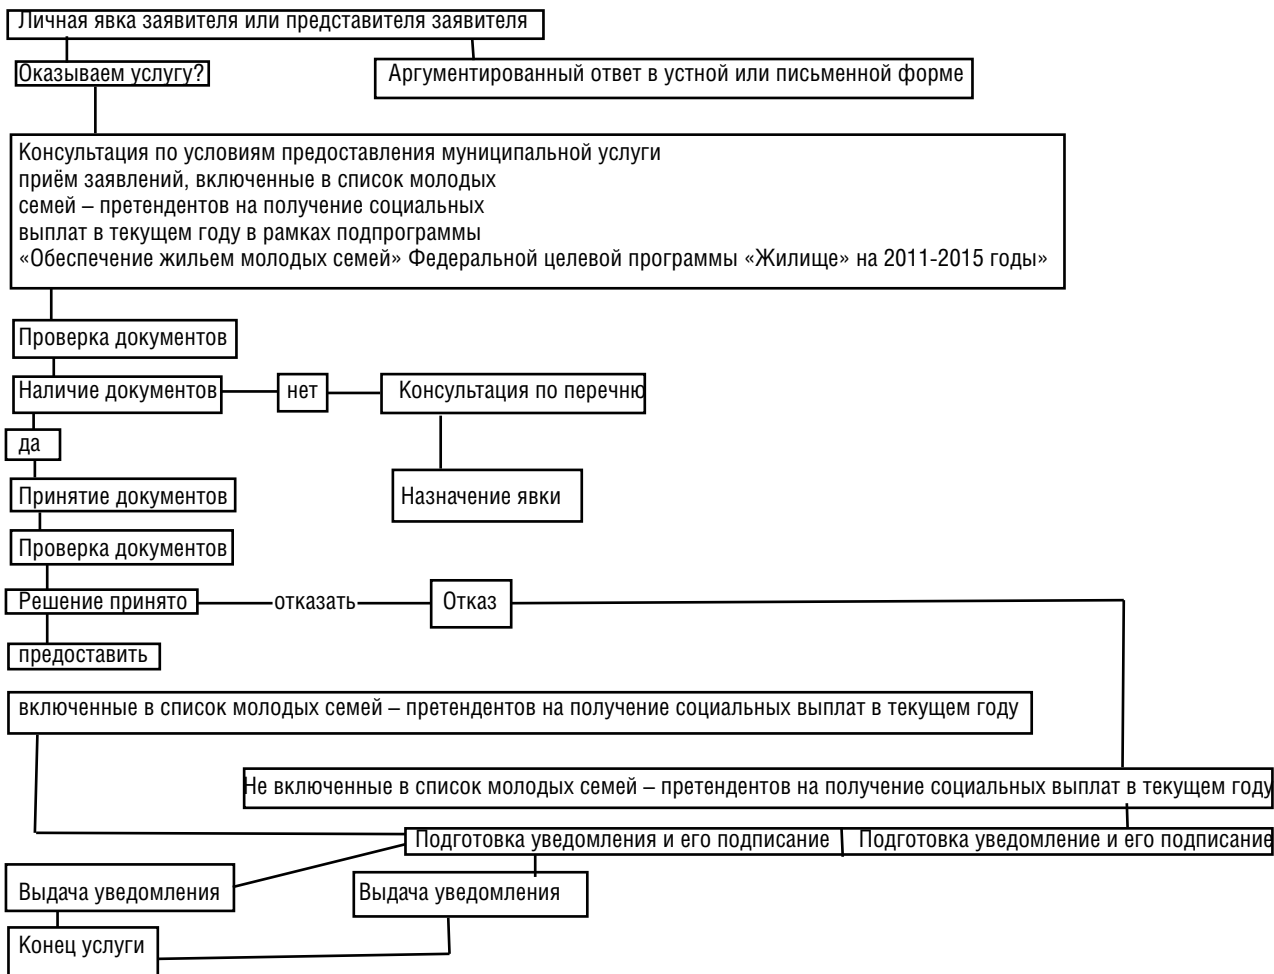 Личная явка заявителя или представителя заявителя
Оказываем услугу?
Аргументированный ответ в устной или письменной форме
Консультация по условиям предоставления муниципальной услуги
приём заявлений, включенные в список молодых
семей – претендентов на получение социальных
выплат в текущем году в рамках подпрограммы
«Обеспечение жильем молодых семей» Федеральной целевой программы «Жилище» на 2011-2015 годы»
Проверка документов
Наличие документов
нет
Консультация по перечню
да
Назначение явки
Принятие документов
Проверка документов
Решение принято
отказать
Отказ
предоставить
включенные в список молодых семей – претендентов на получение социальных выплат в текущем году
Не включенные в список молодых семей – претендентов на получение социальных выплат в текущем году
Подготовка уведомления и его подписание
Подготовка уведомление и его подписание
Выдача уведомления
Выдача уведомления
Конец услуги